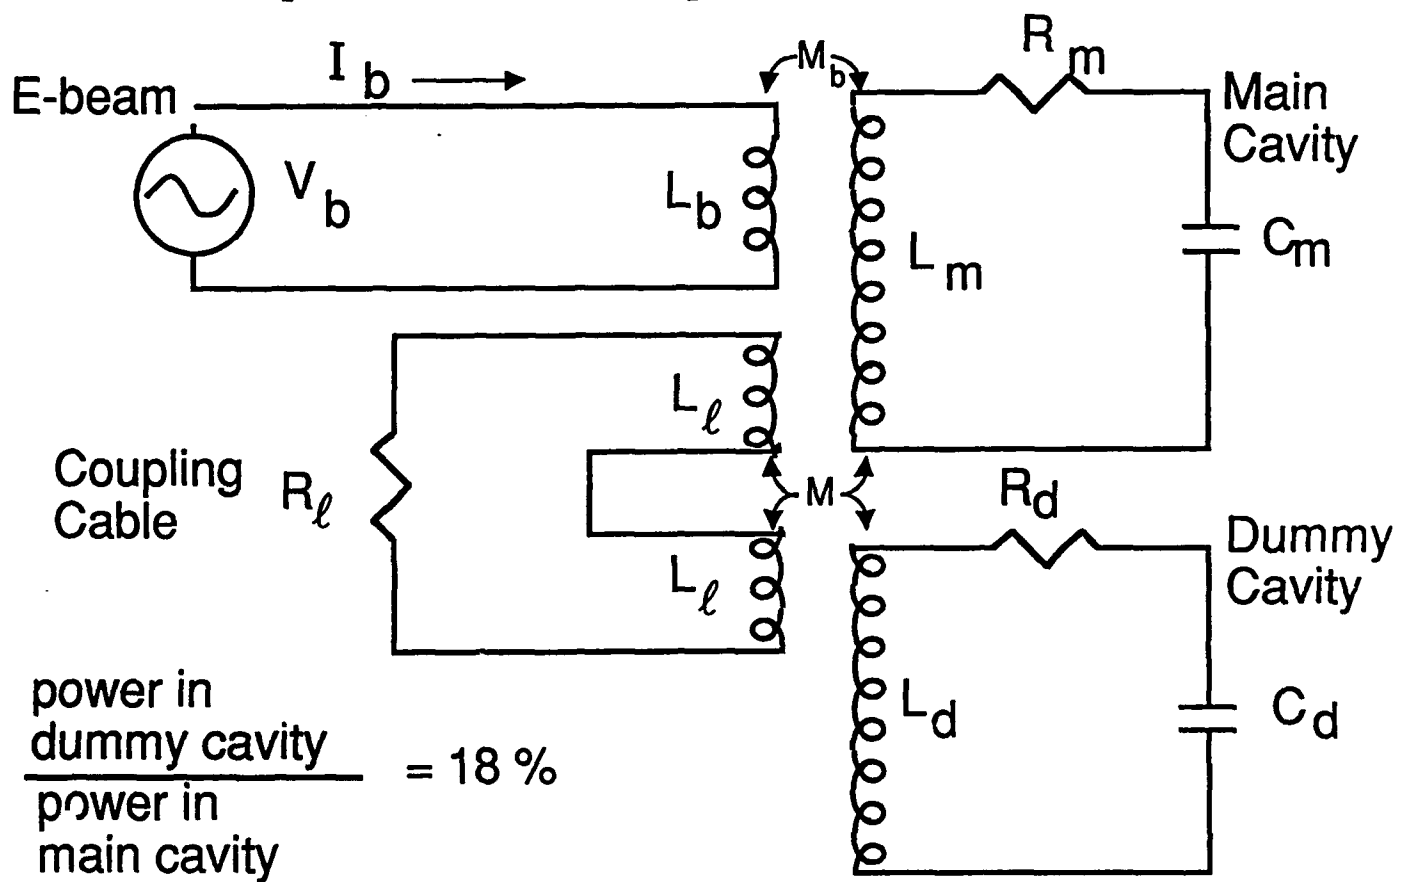 I b
M b
R m
E-beam
Main
Cavity
V b
L b
L m
C m
L ℓ
Coupling
Cable
R ℓ
M
R d
Dummy
Cavity
L ℓ
L d
C d
power in
dummy cavity
= 18 %
power in
main cavity